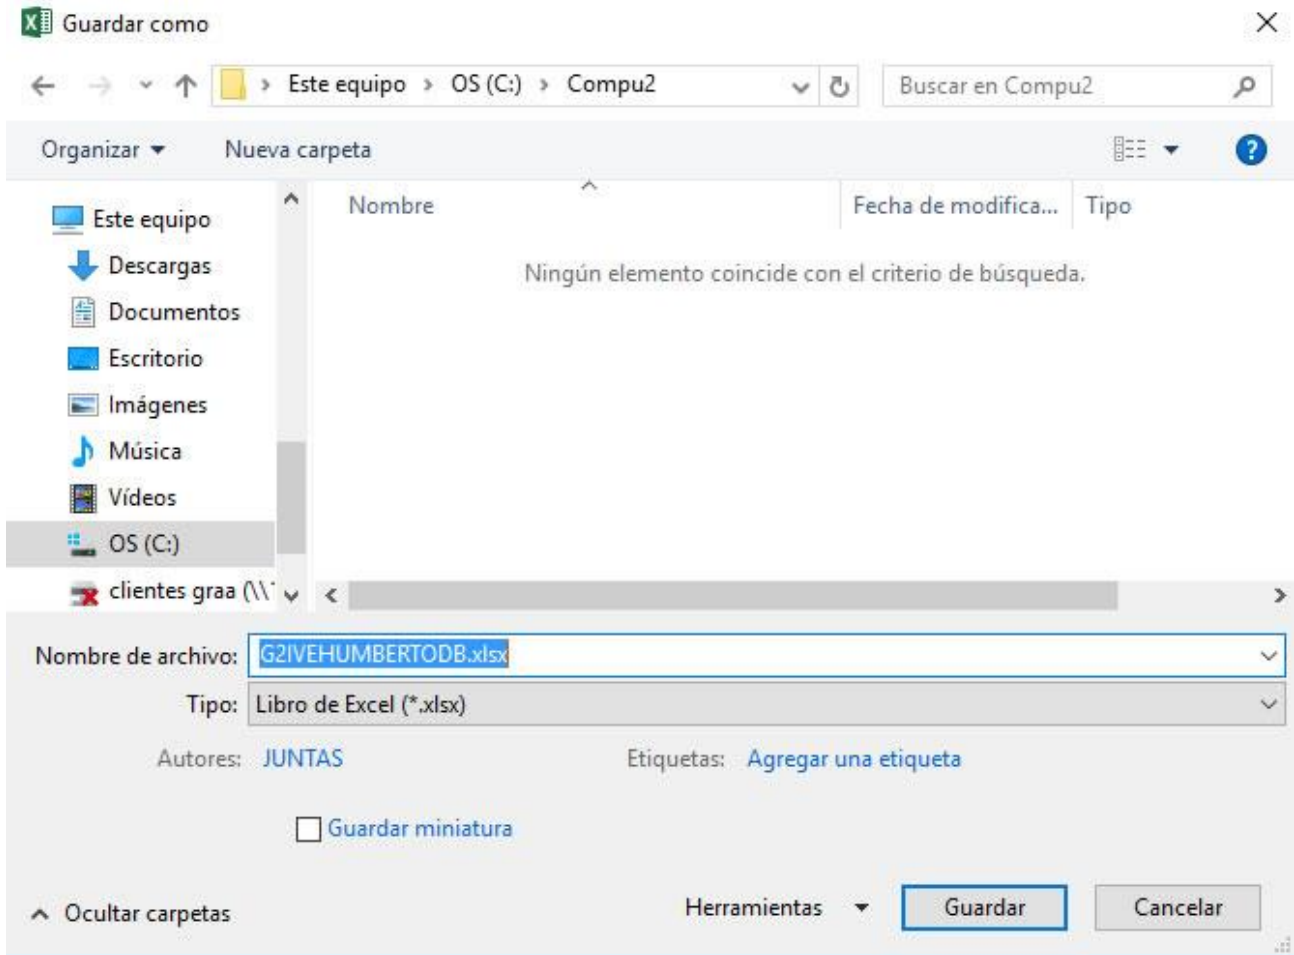 Guardar como
Este equipo > OS (C:) > Compu2
Buscar en Compu2
Organizar
Nueva carpeta
Nombre
Fecha de modifica...
Tipo
Ningún elemento coincide con el criterio de búsqueda.
Este equipo
Descargas
Documentos
Escritorio
Imágenes
Música
Vídeos
OS (C:)
clientes graa (\\
Nombre de archivo: G2IVEHUMBERTODB.xlsx
Tipo: Libro de Excel (*.xlsx)
Autores: JUNTAS
Etiquetas: Agregar una etiqueta
Guardar miniatura
Ocultar carpetas
Herramientas
Guardar
Cancelar